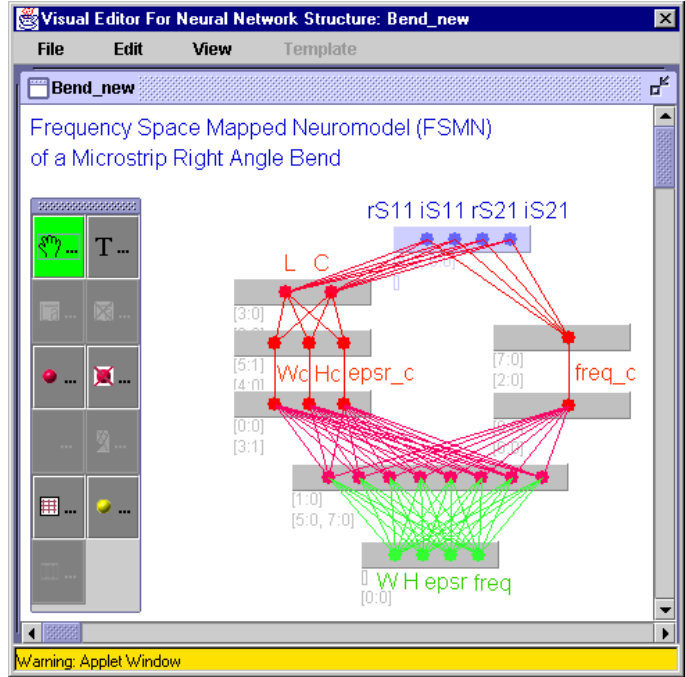 Visual Editor For Neural Network Structure: Bend_new
File Edit View Template
Bend_new
Frequency Space Mapped Neuromodel (FSMN)
of a Microstrip Right Angle Bend
rS11 iS11 rS21 iS21
T ...
L C
[3:0]
[5:1]
[4:0]
Wc Hc epsr_c
[7:0]
[2:0]
freq_c
[0:0]
[3:1]
[1:0]
[5:0, 7:0]
W H epsr freq
[0:0]
Warning: Applet Window